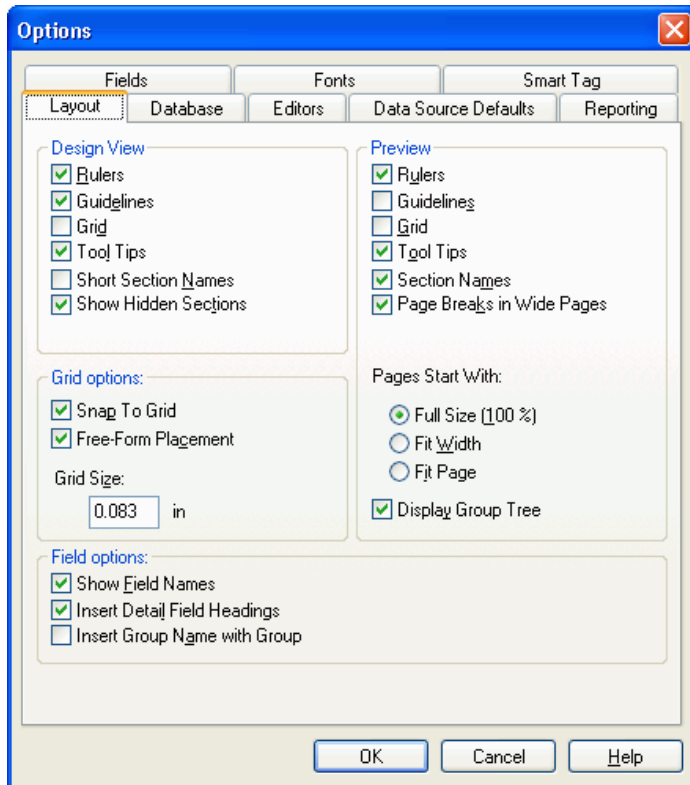 Options
Fields
Fonts
Smart Tag
Layout
Database
Editors
Data Source Defaults
Reporting
Design View
Rulers
Guidelines
Grid
Tool Tips
Short Section Names
Show Hidden Sections
Preview
Rulers
Guidelines
Grid
Tool Tips
Section Names
Page Breaks in Wide Pages
Grid options:
Snap To Grid
Free-Form Placement
Grid Size:
0.083 in
Pages Start With:
Full Size (100 %)
Fit Width
Fit Page
Display Group Tree
Field options:
Show Field Names
Insert Detail Field Headings
Insert Group Name with Group
OK
Cancel
Help